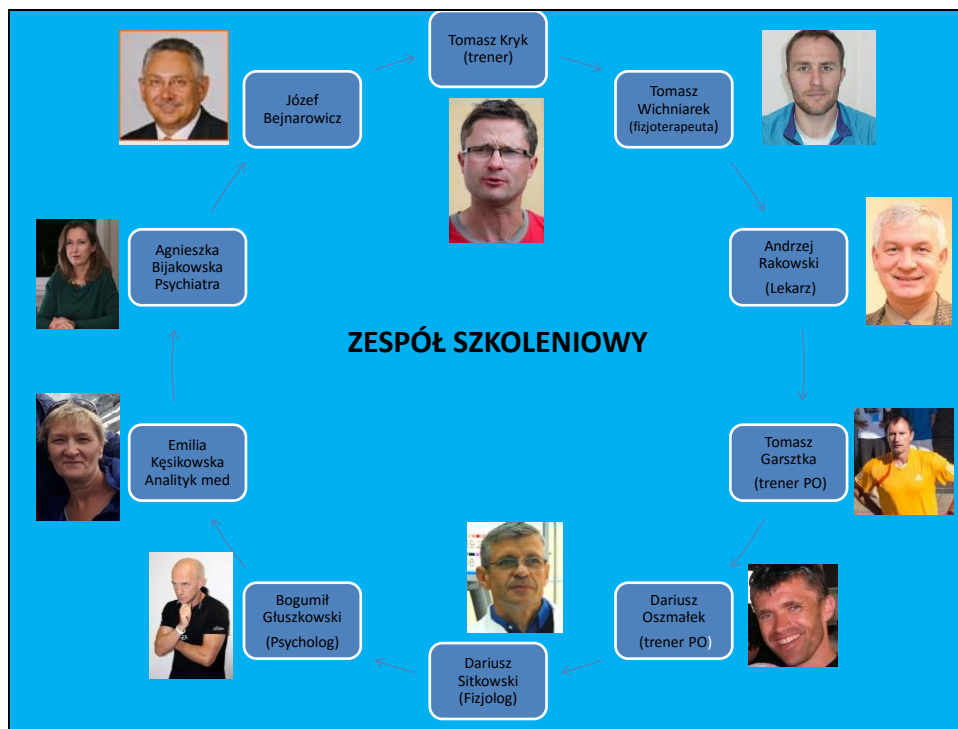 Tomasz Kryk
(trener)
Tomasz
Wichniarek
(fizjoterapeuta)
Andrzej
Rakowski
(Lekarz)
Tomasz
Garsztka
(trener PO)
Dariusz
Oszmałek
(trener PO)
Dariusz
Sitkowski
(Fizjolog)
Bogumił
Głuszkowski
(Psycholog)
Emilia
Kęsikowska
Analityk med
Agnieszka
Bijakowska
Psychiatra
Józef
Bejnarowicz
ZESPÓŁ SZKOLENIOWY